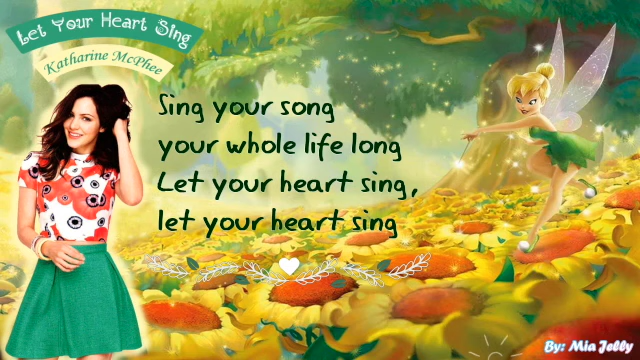 Let Your Heart Sing
Katharine McPhee
Sing your song
your whole life long
Let your heart sing,
let your heart sing
By: Mia Jelly